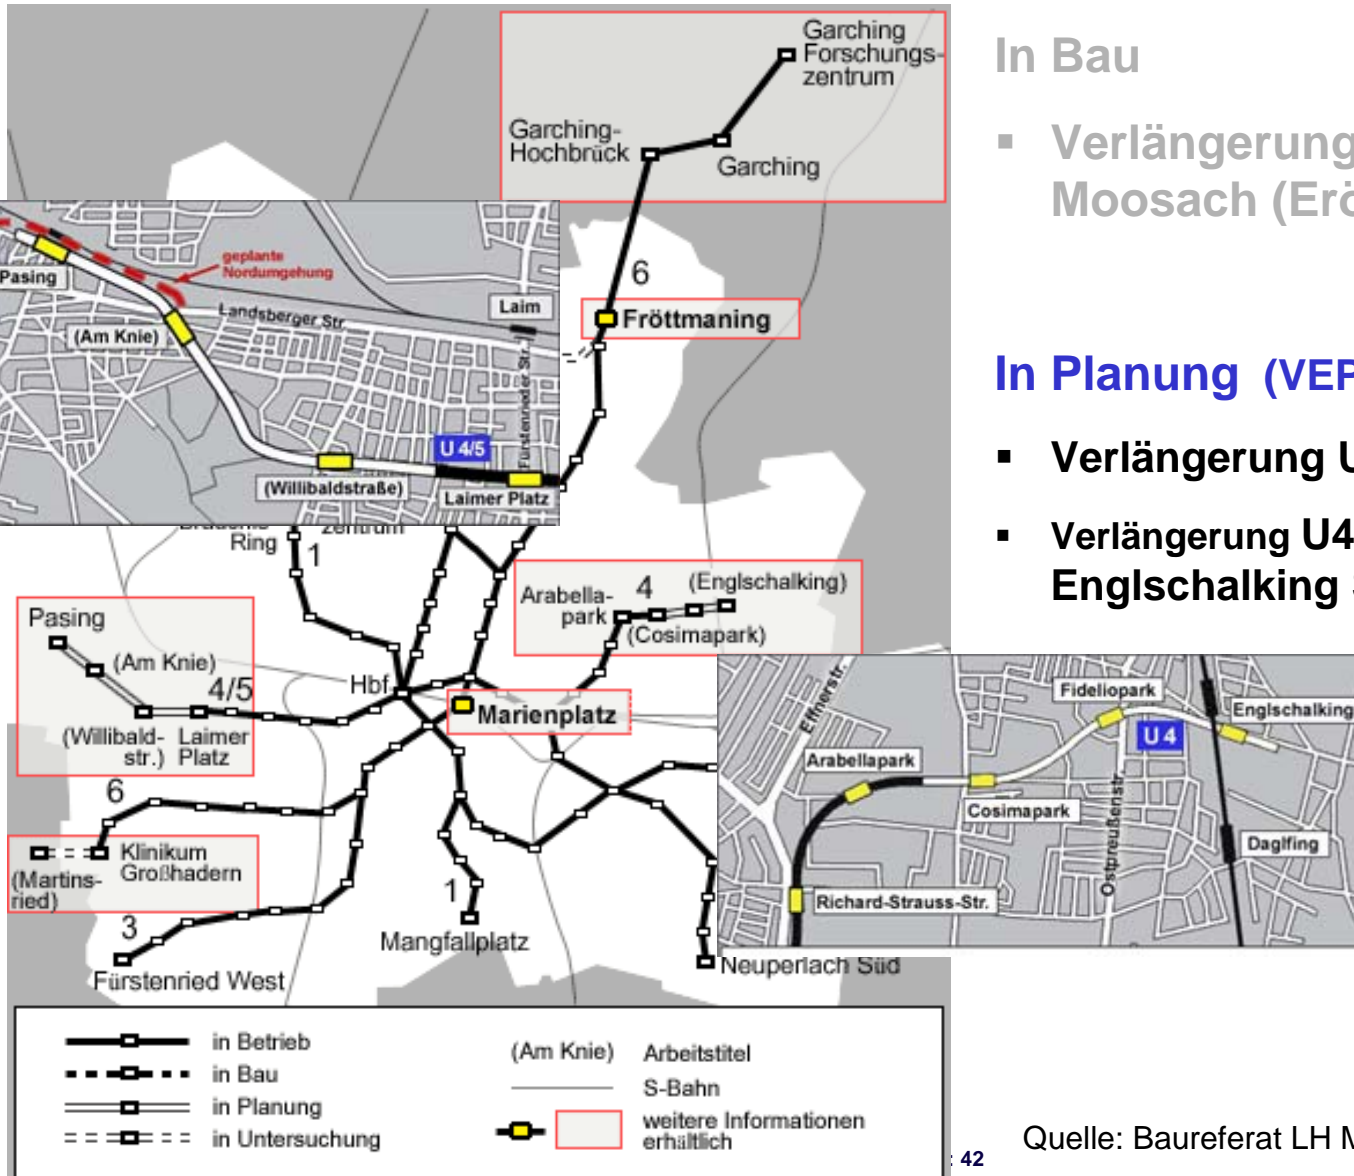 Garching
Forschungs-
zentrum
Garching-
Hochbrück
Garching
6
Fröttmaning
geplante
Nordumgehung
Pasing
Landsberger Str.
Laim
(Am Knie)
Fürstenrieder Str.
U 4/5
(Willibaldstraße)
Laimer Platz
zentrum
Ring
1
Arabella-
park
4
(Englschalking)
(Cosimapark)
Pasing
(Am Knie)
4/5
Hbf
Marienplatz
(Willibald-
str.)
Laimer
Platz
6
Klinikum
Großhadern
(Martins-
ried)
3
Fürstenried West
1
Mangfallplatz
Neuperlach Süd
Effnerstr.
Fideliopark
Englschalking
U 4
Arabellapark
Cosimapark
Ostpreußenstr.
Daglfing
Richard-Strauss-Str.
in Betrieb
in Bau
in Planung
in Untersuchung
(Am Knie) Arbeitstitel
S-Bahn
weitere Informationen
erhältlich
In Bau
▪ Verlängerung
Moosach (Erö
In Planung (VEP
▪ Verlängerung U
▪ Verlängerung U4
Englschalking
: 42
Quelle: Baureferat LH M